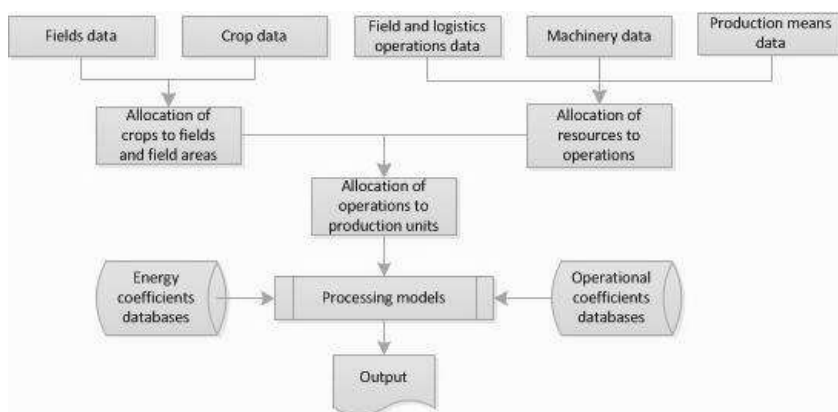 Fields data
Crop data
Field and logistics
operations data
Machinery data
Production means
data
Allocation of
crops to fields
and field areas
Allocation of
resources to
operations
Allocation of
operations to
production units
Energy
coefficients
databases
Processing models
Operational
coefficients
databases
Output